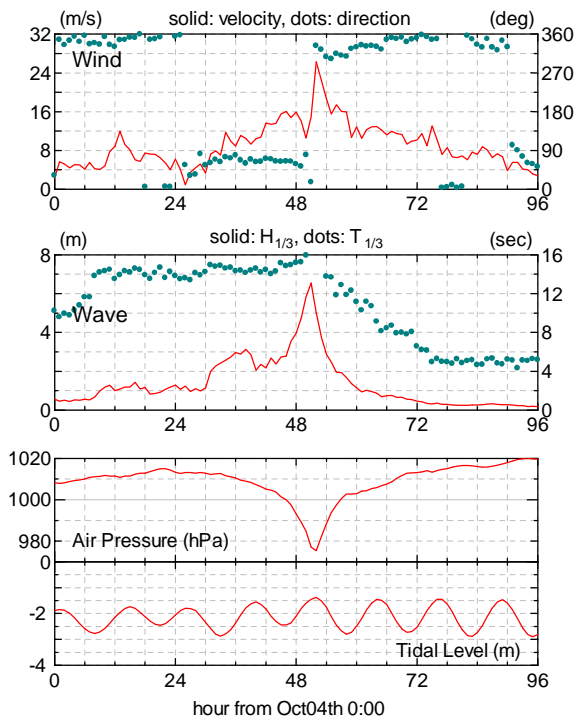 (m/s) solid: velocity, dots: direction (deg)
32 360
Wind
24 270
16 180
8 90
0 0
0 24 48 72 96
(m) solid: H1/3, dots: T1/3 (sec)
8 16
Wave 12
4 8
4
0 0
0 24 48 72 96
1020
1000
980
Air Pressure (hPa)
0
-2
-4
Tidal Level (m)
0 24 48 72 96
hour from Oct04th 0:00